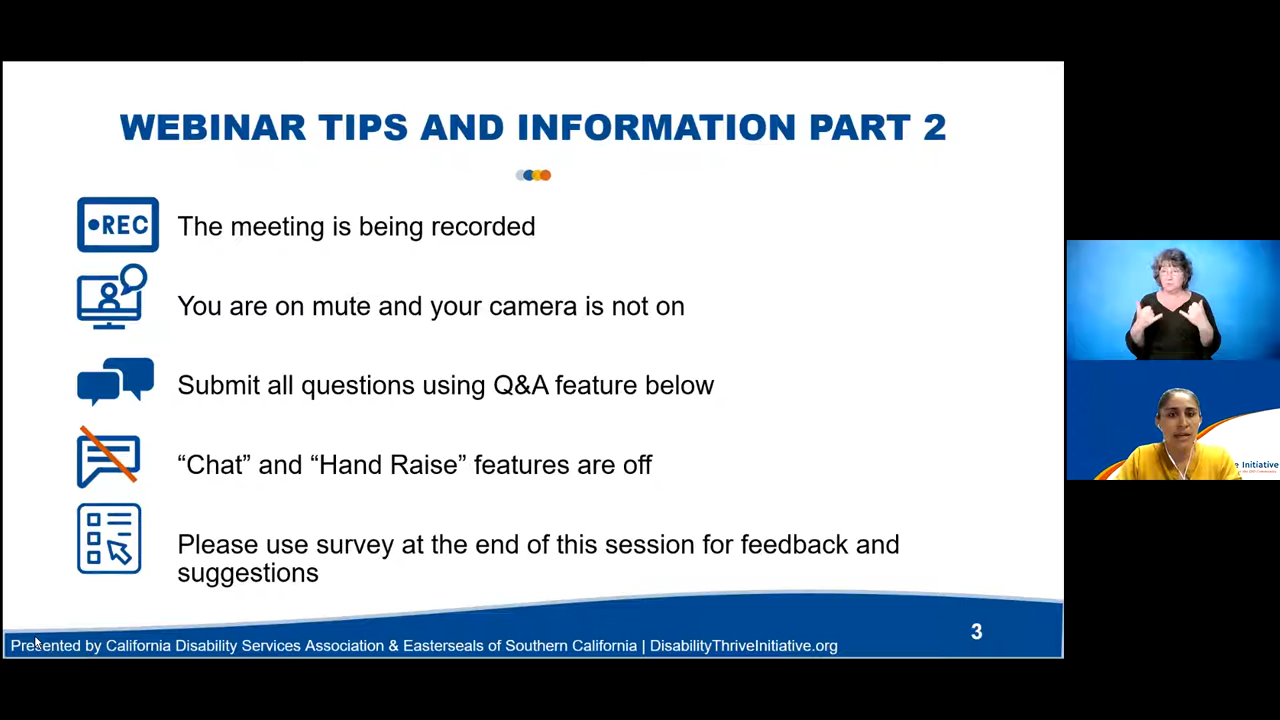 WEBINAR TIPS AND INFORMATION PART 2
REC
The meeting is being recorded
You are on mute and your camera is not on
Submit all questions using Q&A feature below
“Chat” and “Hand Raise” features are off
Please use survey at the end of this session for feedback and
suggestions
Presented by California Disability Services Association & Easterseals of Southern California | DisabilityThriveInitiative.org
3
e Initiative